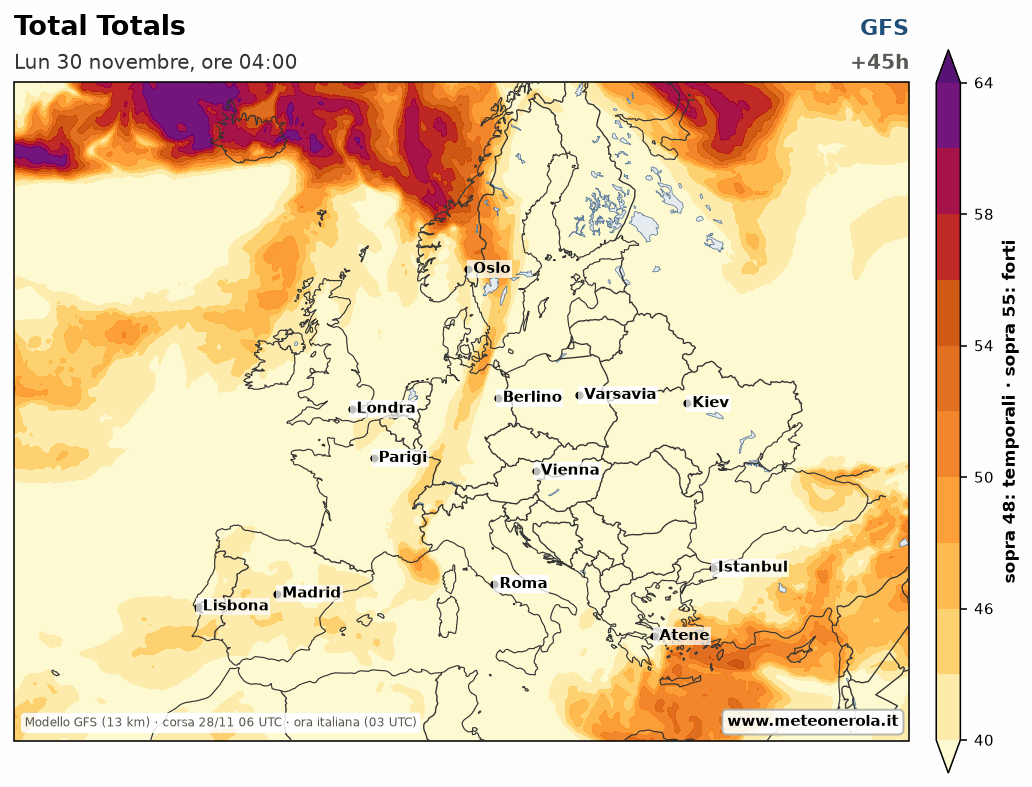 Total Totals
GFS
Lun 30 novembre, ore 04:00
+45h
64
58
54
50
46
40
sopra 48: temporali · sopra 55: forti
Oslo
Berlino
Varsavia
Kiev
Londra
Parigi
Vienna
Istanbul
Roma
Madrid
Lisbona
Atene
Modello GFS (13 km) · corsa 28/11 06 UTC · ora italiana (03 UTC)
www.meteonerola.it